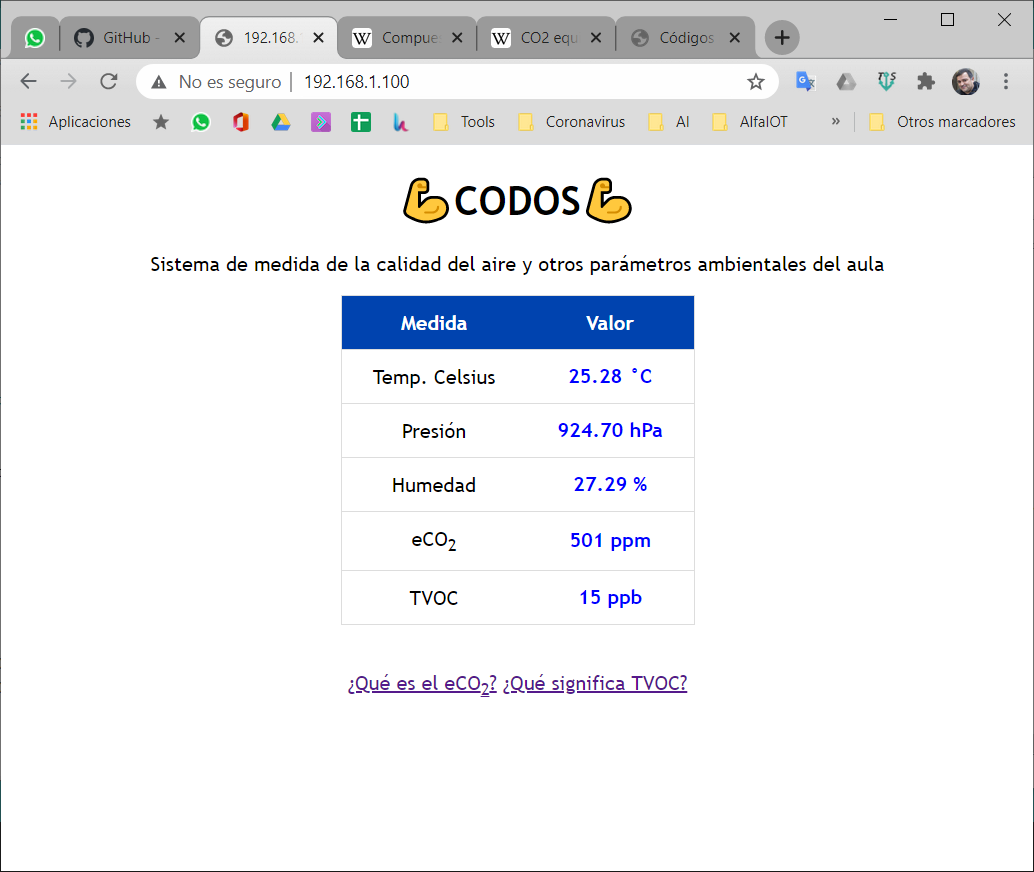 GitHub -
192.168.
Compue
CO2 equ
Códigos
No es seguro | 192.168.1.100
Aplicaciones
Tools
Coronavirus
AI
AlfaIOT
»
Otros marcadores
💪CODOS💪
Sistema de medida de la calidad del aire y otros parámetros ambientales del aula
Medida Valor
Temp. Celsius 25.28 °C
Presión 924.70 hPa
Humedad 27.29 %
eCO₂ 501 ppm
TVOC 15 ppb
¿Qué es el eCO₂? ¿Qué significa TVOC?